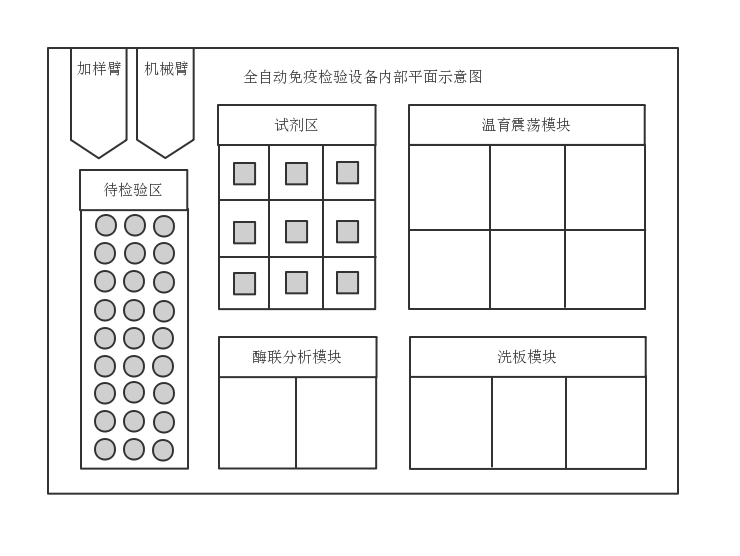 加样臂
机械臂
全自动免疫检验设备内部平面示意图
试剂区
温育震荡模块
待检验区
酶联分析模块
洗板模块